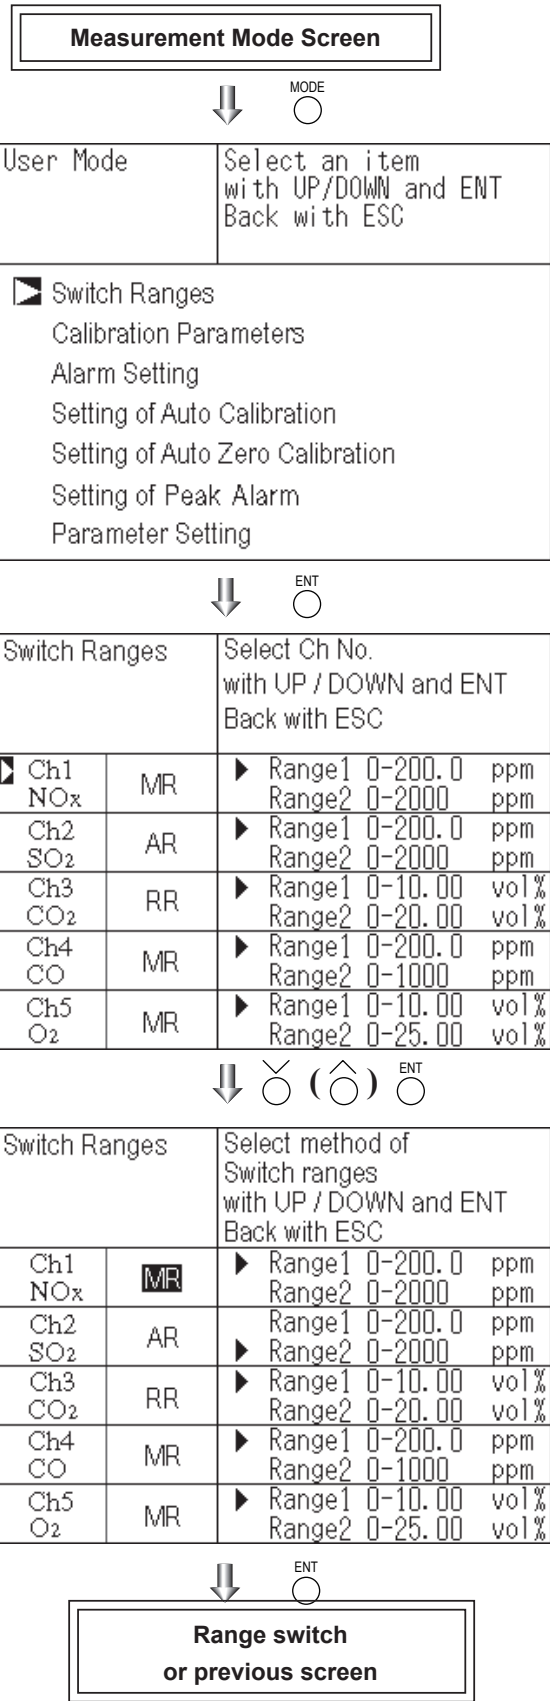 Measurement Mode Screen
MODE
User Mode
Select an item
with UP/DOWN and ENT
Back with ESC
Switch Ranges
Calibration Parameters
Alarm Setting
Setting of Auto Calibration
Setting of Auto Zero Calibration
Setting of Peak Alarm
Parameter Setting
ENT
Switch Ranges
Select Ch No.
with UP / DOWN and ENT
Back with ESC
Ch1
NOx
MR
Range1 0-200.0 ppm
Range2 0-2000 ppm
Ch2
SO2
AR
Range1 0-200.0 ppm
Range2 0-2000 ppm
Ch3
CO2
RR
Range1 0-10.00 vol%
Range2 0-20.00 vol%
Ch4
CO
MR
Range1 0-200.0 ppm
Range2 0-1000 ppm
Ch5
O2
MR
Range1 0-10.00 vol%
Range2 0-25.00 vol%
( ) ENT
Switch Ranges
Select method of
Switch ranges
with UP / DOWN and ENT
Back with ESC
Ch1
NOx
MR
Range1 0-200.0 ppm
Range2 0-2000 ppm
Ch2
SO2
AR
Range1 0-200.0 ppm
Range2 0-2000 ppm
Ch3
CO2
RR
Range1 0-10.00 vol%
Range2 0-20.00 vol%
Ch4
CO
MR
Range1 0-200.0 ppm
Range2 0-1000 ppm
Ch5
O2
MR
Range1 0-10.00 vol%
Range2 0-25.00 vol%
ENT
Range switch
or previous screen